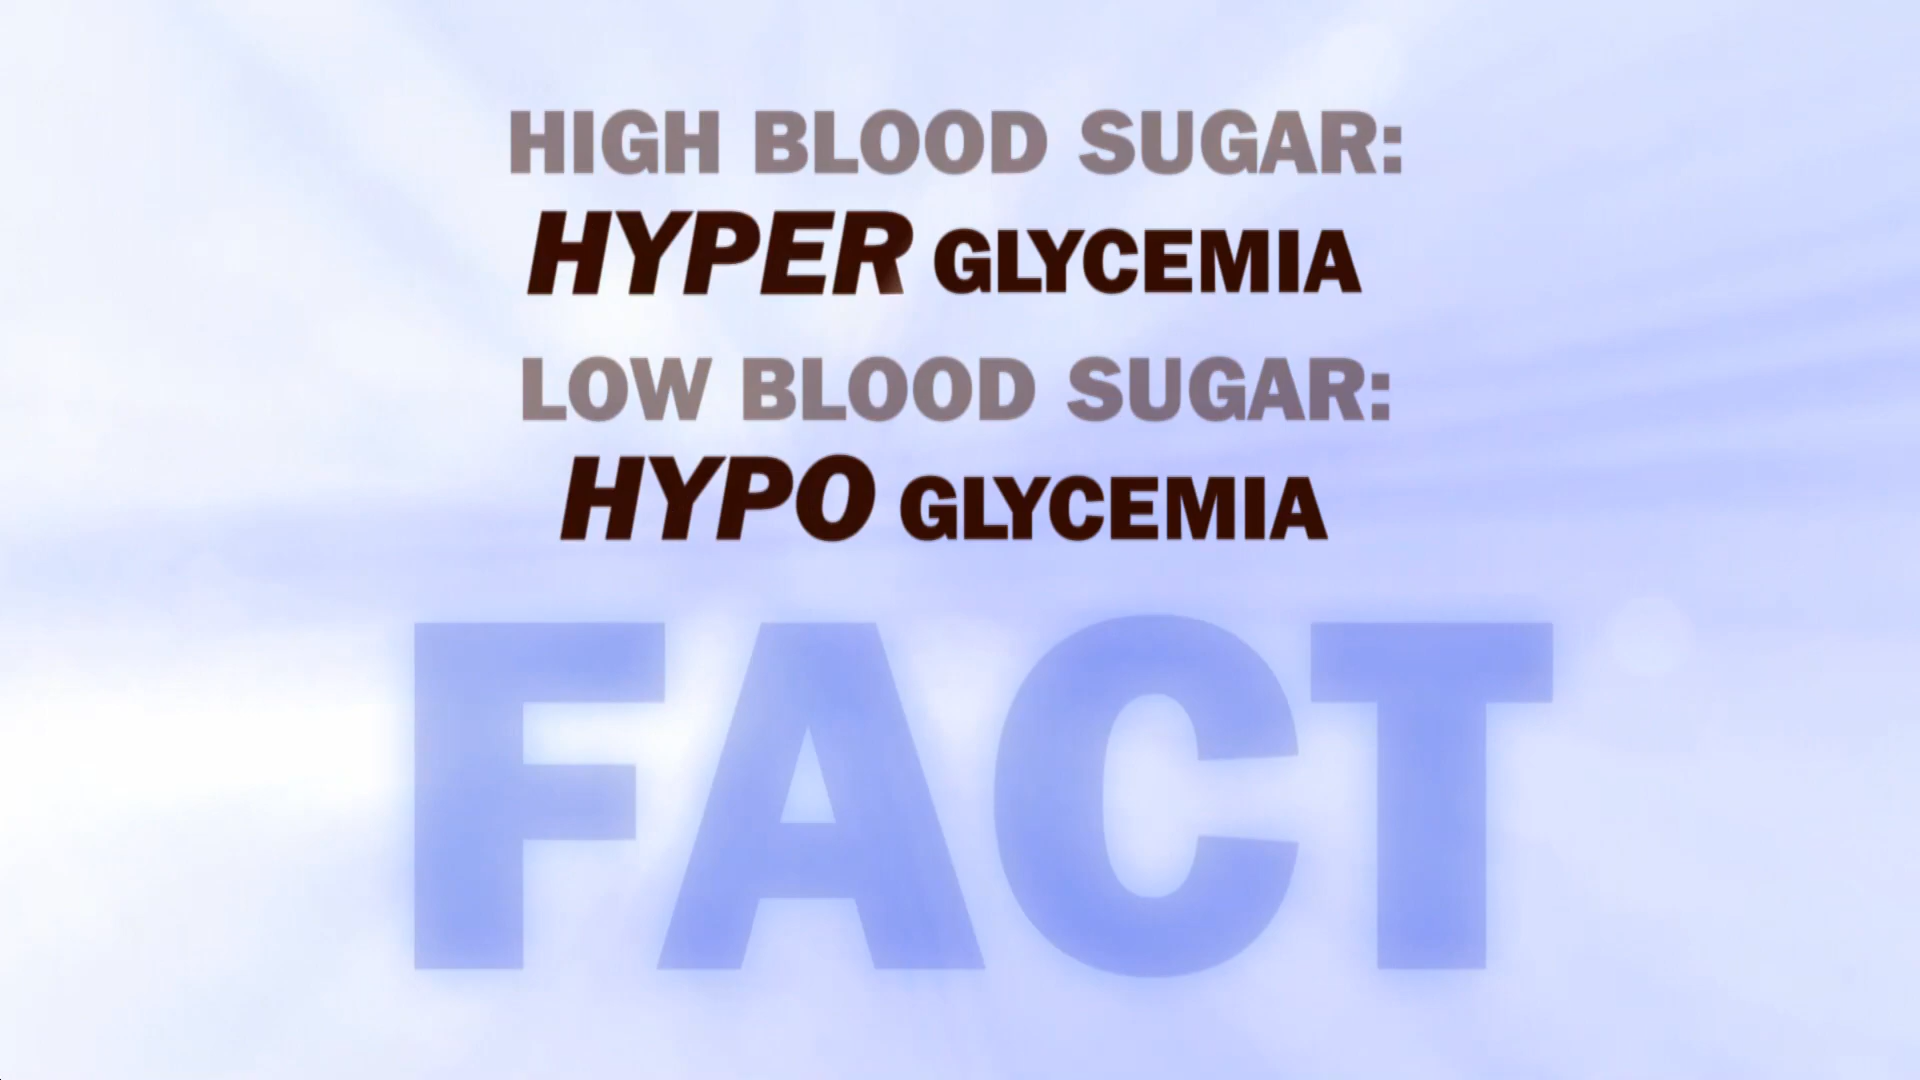 HIGH BLOOD SUGAR:
HYPER GLYCEMIA
LOW BLOOD SUGAR:
HYPO GLYCEMIA
FACT